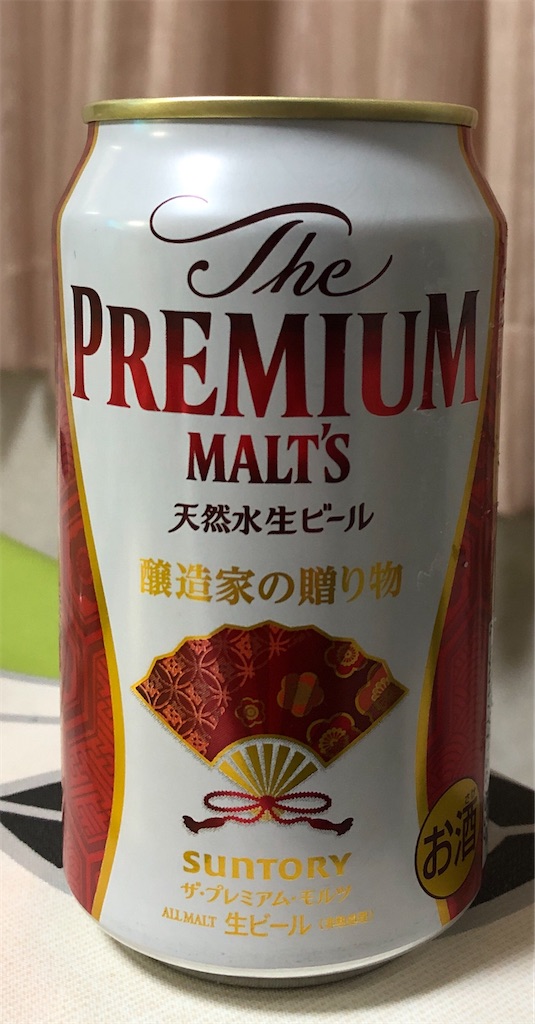 The
PREMIUM
MALT'S
天然水生ビール
醸造家の贈り物
SUNTORY
ザ・プレミアム・モルツ
ALL MALT 生ビール
お酒